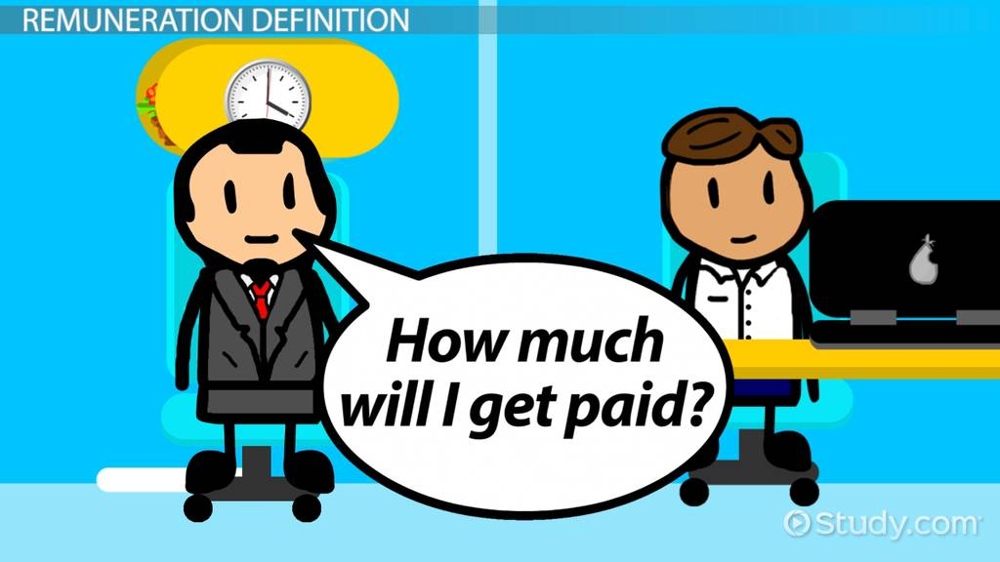 REMUNERATION DEFINITION
How much
will I get paid?
Study.com